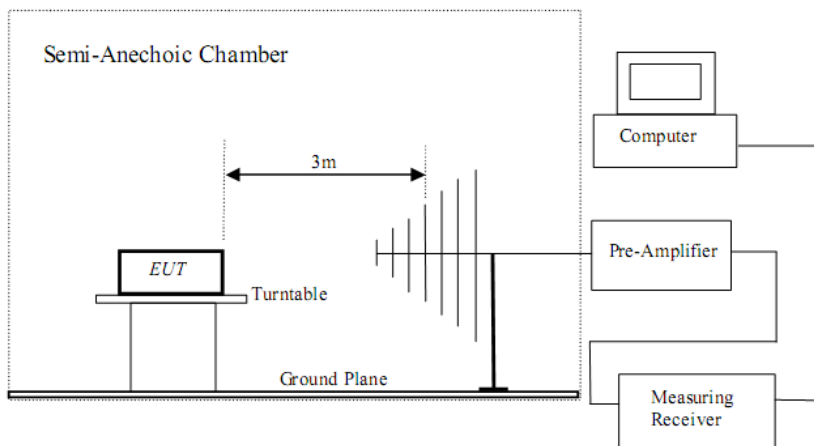 Semi-Anechoic Chamber
3m
EUT
Turntable
Ground Plane
Computer
Pre-Amplifier
Measuring
Receiver